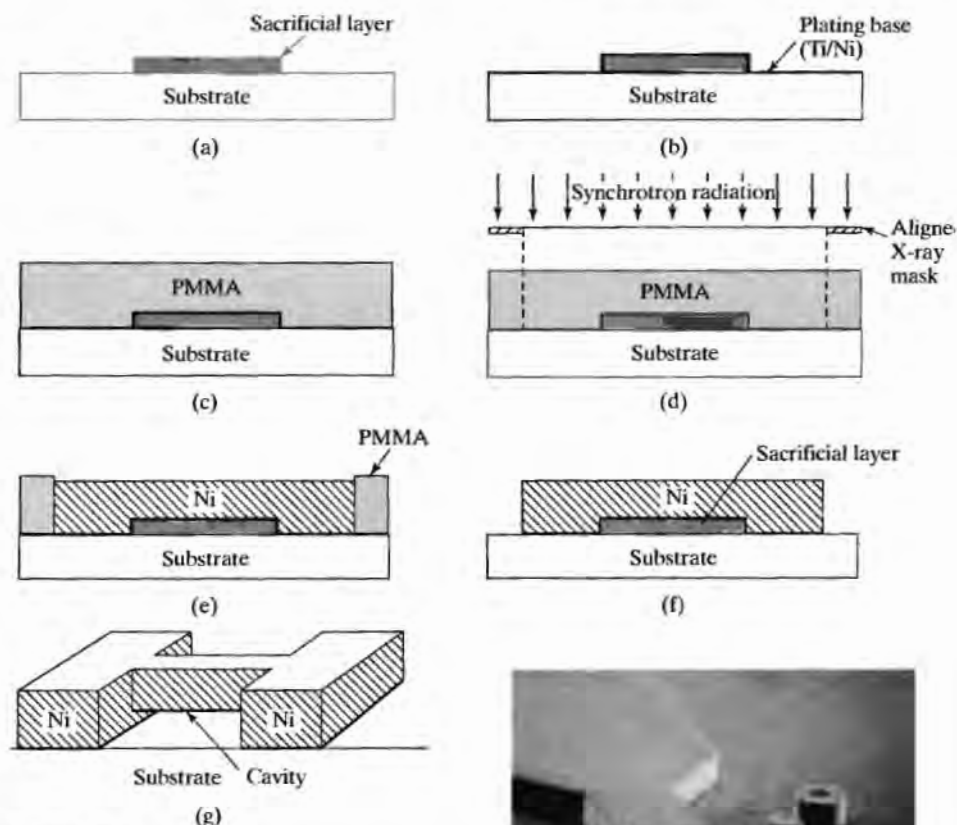 Sacrificial layer
Plating base
(Ti/Ni)
Substrate
Substrate
(a)
(b)
Synchrotron radiation
Aligne
X-ray
mask
PMMA
PMMA
Substrate
Substrate
(c)
(d)
PMMA
Sacrificial layer
Ni
Ni
Substrate
Substrate
(e)
(f)
Ni
Ni
Substrate
Cavity
(g)